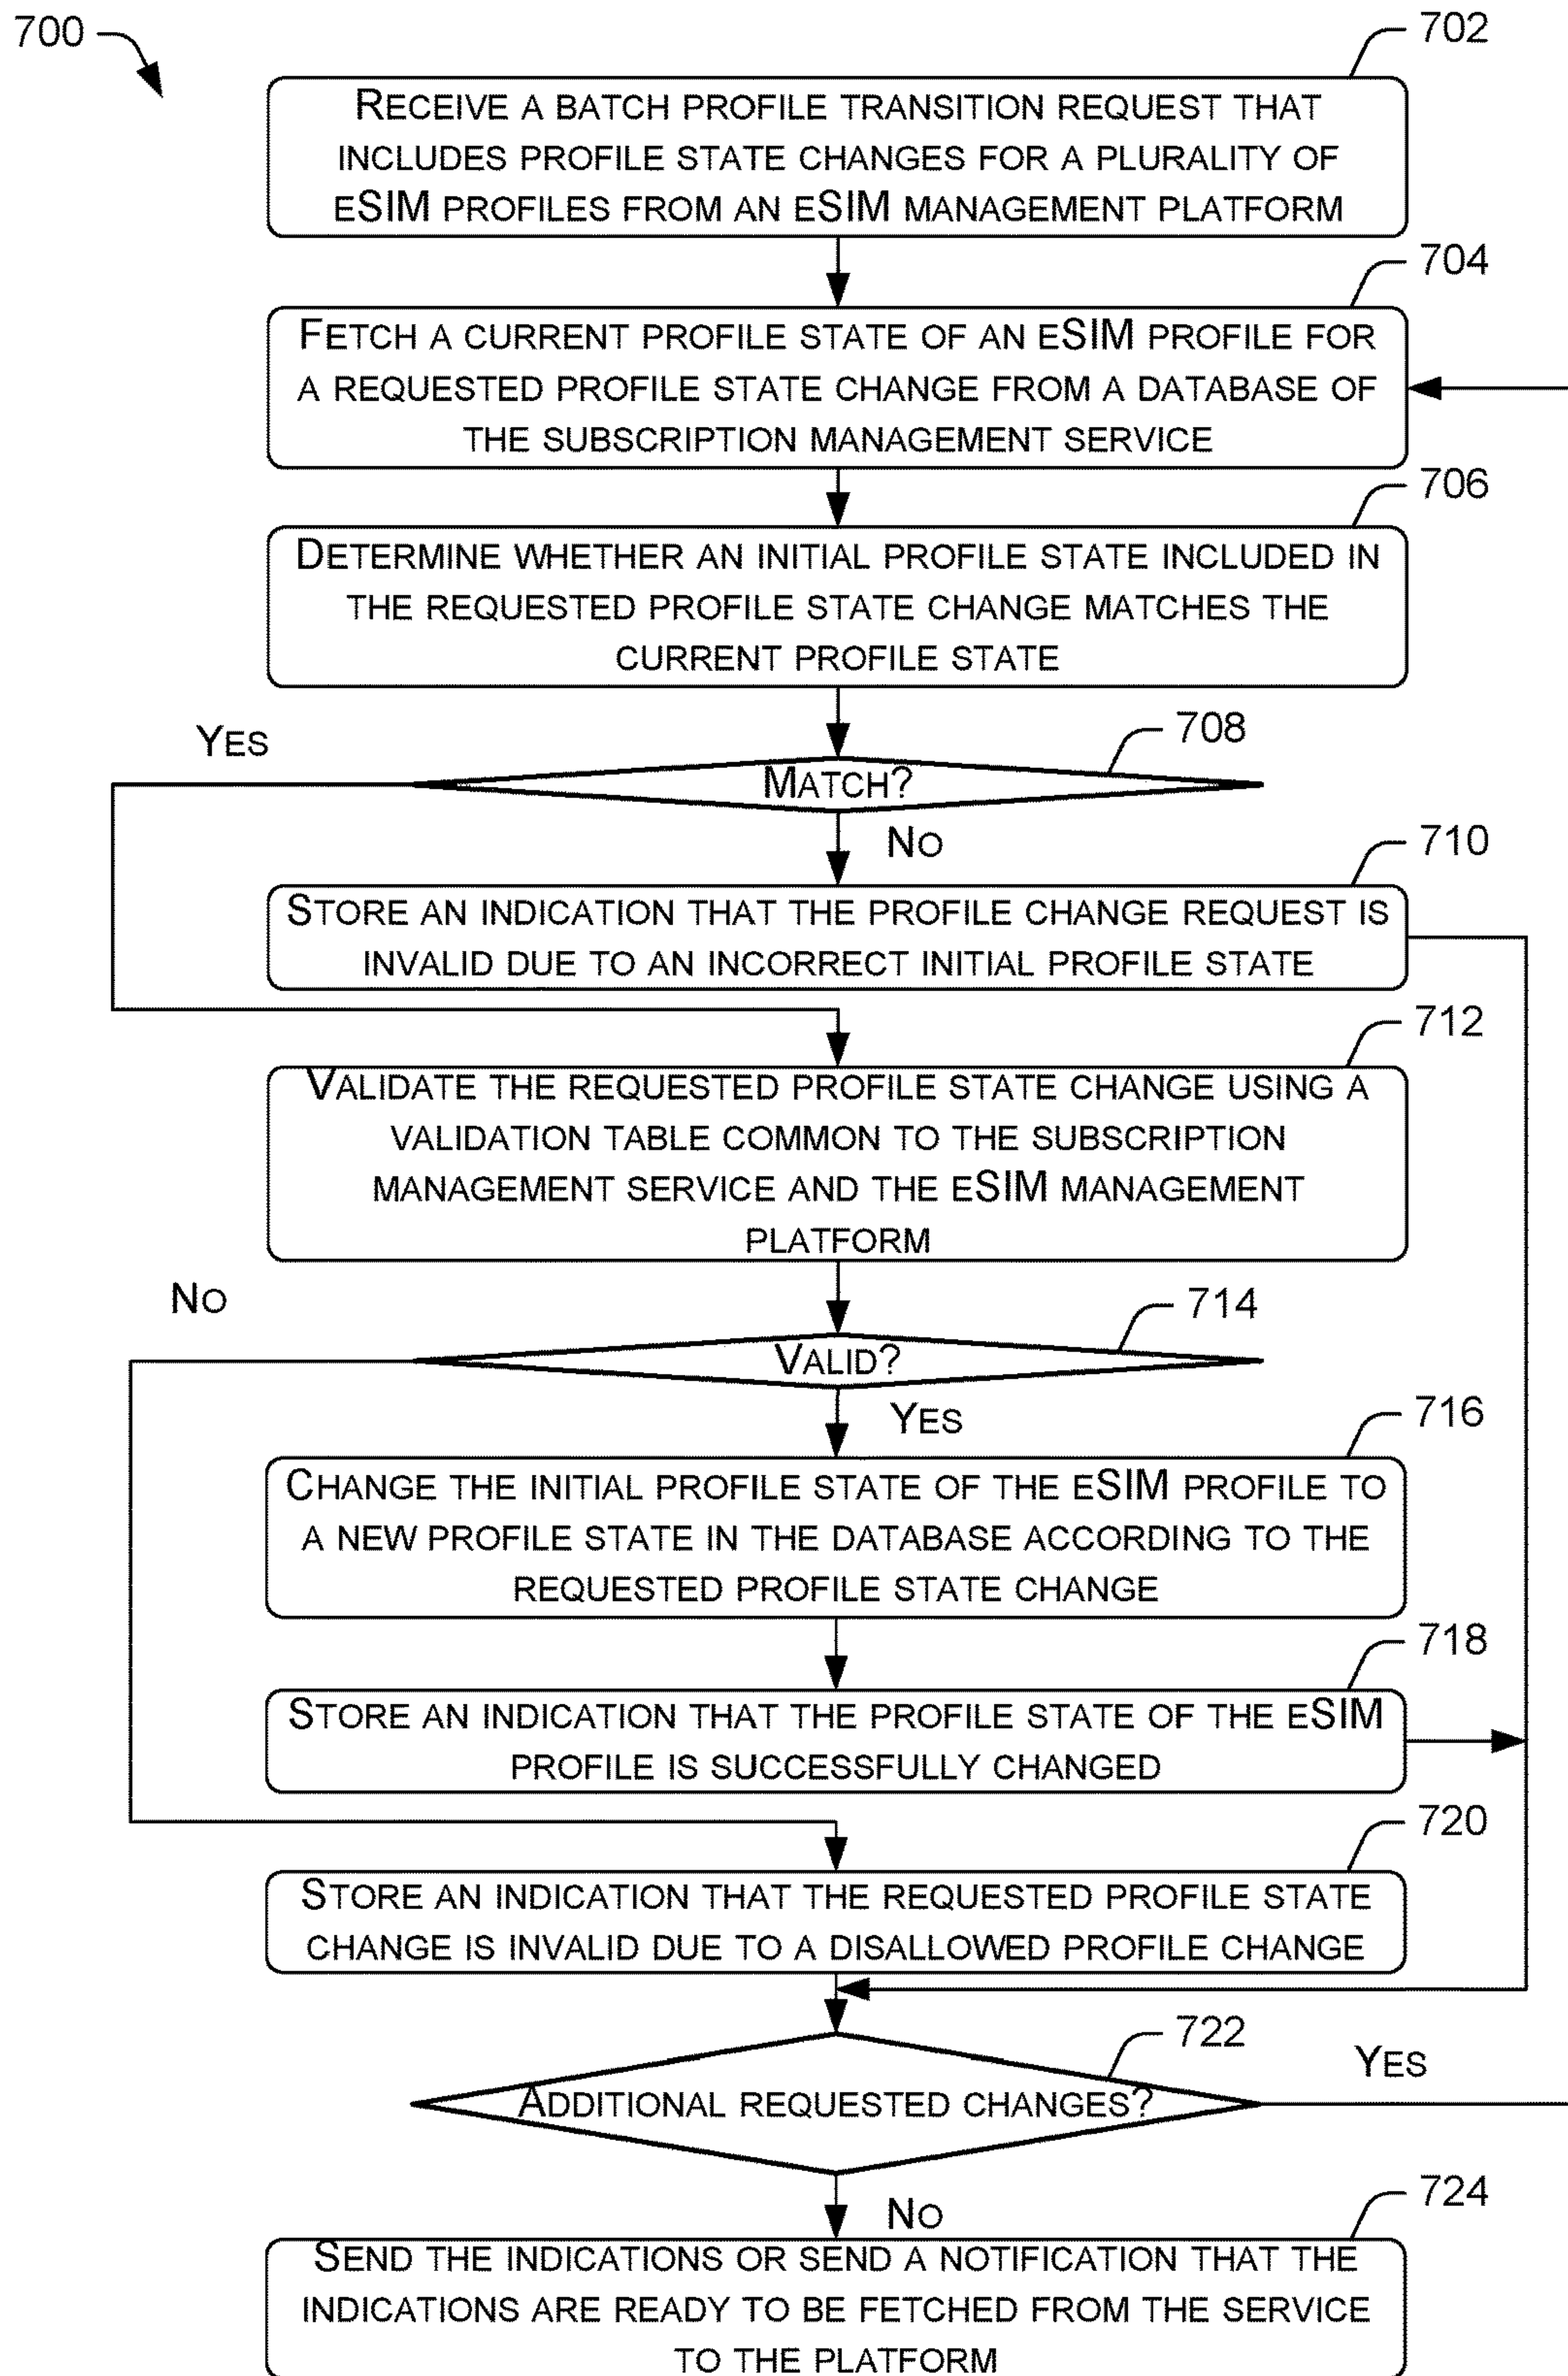 700
702
RECEIVE A BATCH PROFILE TRANSITION REQUEST THAT
INCLUDES PROFILE STATE CHANGES FOR A PLURALITY OF
ESIM PROFILES FROM AN ESIM MANAGEMENT PLATFORM
704
FETCH A CURRENT PROFILE STATE OF AN ESIM PROFILE FOR
A REQUESTED PROFILE STATE CHANGE FROM A DATABASE OF
THE SUBSCRIPTION MANAGEMENT SERVICE
706
DETERMINE WHETHER AN INITIAL PROFILE STATE INCLUDED IN
THE REQUESTED PROFILE STATE CHANGE MATCHES THE
CURRENT PROFILE STATE
708
YES
MATCH?
NO
710
STORE AN INDICATION THAT THE PROFILE CHANGE REQUEST IS
INVALID DUE TO AN INCORRECT INITIAL PROFILE STATE
712
VALIDATE THE REQUESTED PROFILE STATE CHANGE USING A
VALIDATION TABLE COMMON TO THE SUBSCRIPTION
MANAGEMENT SERVICE AND THE ESIM MANAGEMENT
PLATFORM
NO
714
VALID?
YES
716
CHANGE THE INITIAL PROFILE STATE OF THE ESIM PROFILE TO
A NEW PROFILE STATE IN THE DATABASE ACCORDING TO THE
REQUESTED PROFILE STATE CHANGE
718
STORE AN INDICATION THAT THE PROFILE STATE OF THE ESIM
PROFILE IS SUCCESSFULLY CHANGED
720
STORE AN INDICATION THAT THE REQUESTED PROFILE STATE
CHANGE IS INVALID DUE TO A DISALLOWED PROFILE CHANGE
722
YES
ADDITIONAL REQUESTED CHANGES?
NO
724
SEND THE INDICATIONS OR SEND A NOTIFICATION THAT THE
INDICATIONS ARE READY TO BE FETCHED FROM THE SERVICE
TO THE PLATFORM